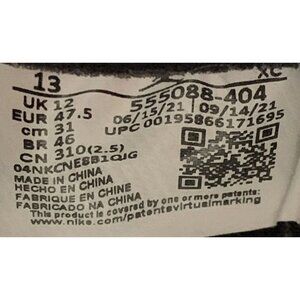 13
XC
UK 12
555088-404
EUR 47.5
06/15/21 09/14/21
cm 31
UPC 00195866171695
BR 46
CN 310(2.5)
04NKCNE8B1QJG
MADE IN CHINA
HECHO EN CHINA
FABRIQUE EN CHINE
FABRICADO NA CHINA
This product is covered by one or more patents
www.nike.com/patentsvirtualmarking